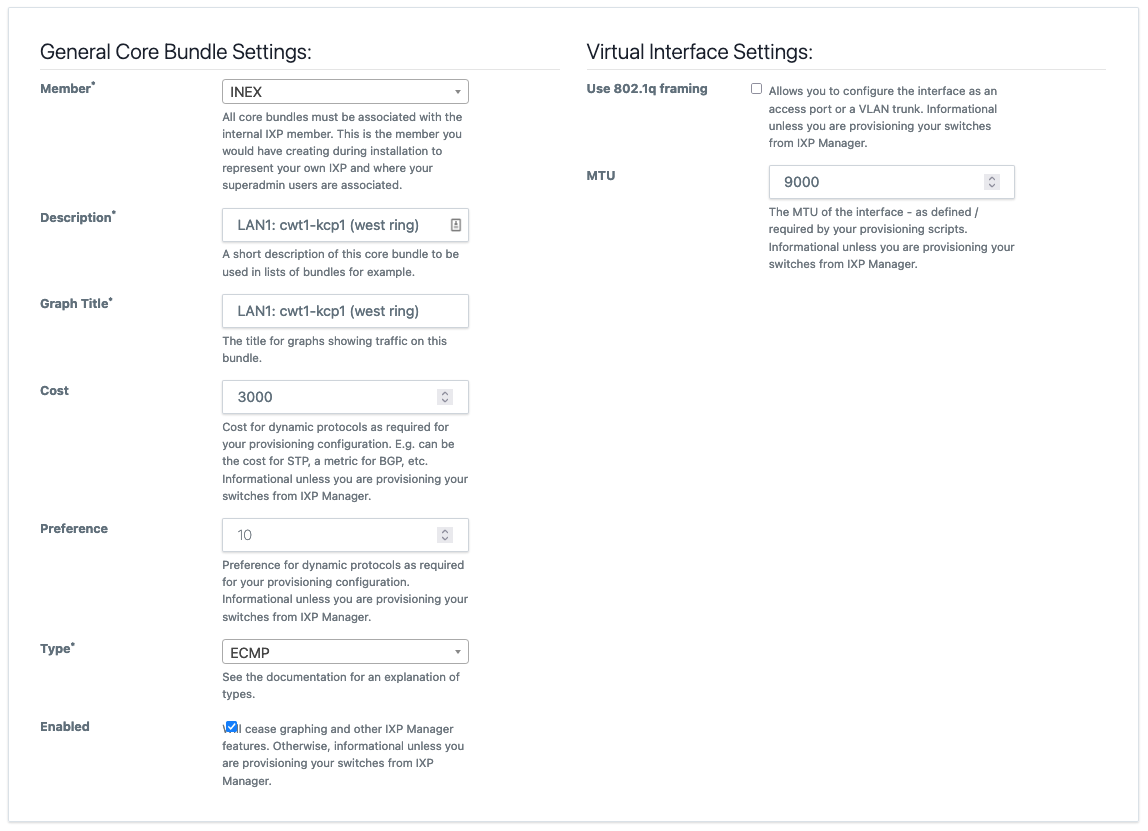 General Core Bundle Settings:
Member*
INEX
All core bundles must be associated with the
internal IXP member. This is the member you
would have creating during installation to
represent your own IXP and where your
superadmin users are associated.
Description*
LAN1: cwt1-kcp1 (west ring)
A short description of this core bundle to be
used in lists of bundles for example.
Graph Title*
LAN1: cwt1-kcp1 (west ring)
The title for graphs showing traffic on this
bundle.
Cost
3000
Cost for dynamic protocols as required for
your provisioning configuration. E.g. can be
the cost for STP, a metric for BGP, etc.
Informational unless you are provisioning your
switches from IXP Manager.
Preference
10
Preference for dynamic protocols as required
for your provisioning configuration.
Informational unless you are provisioning your
switches from IXP Manager.
Type*
ECMP
See the documentation for an explanation of
types.
Enabled
Will cease graphing and other IXP Manager
features. Otherwise, informational unless you
are provisioning your switches from IXP
Manager.
Virtual Interface Settings:
Use 802.1q framing
Allows you to configure the interface as an
access port or a VLAN trunk. Informational
unless you are provisioning your switches
from IXP Manager.
MTU
9000
The MTU of the interface - as defined /
required by your provisioning scripts.
Informational unless you are provisioning your
switches from IXP Manager.